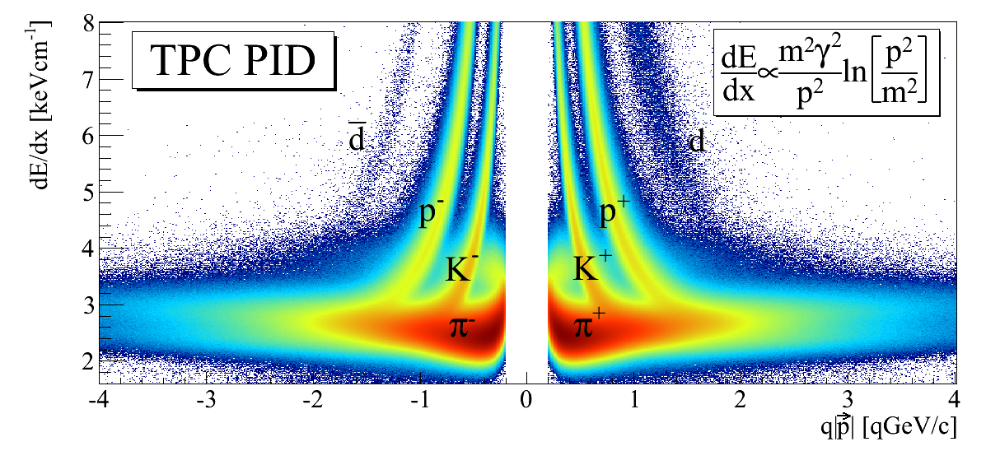 TPC PID
dE/dx ∝ m²γ²/p² ln[p²/m²]
dE/dx [keVcm⁻¹]
8
7
6
5
4
3
2
d̅
d
p⁻
p⁺
K⁻
K⁺
π⁻
π⁺
-4 -3 -2 -1 0 1 2 3 4
q|p⃗| [qGeV/c]